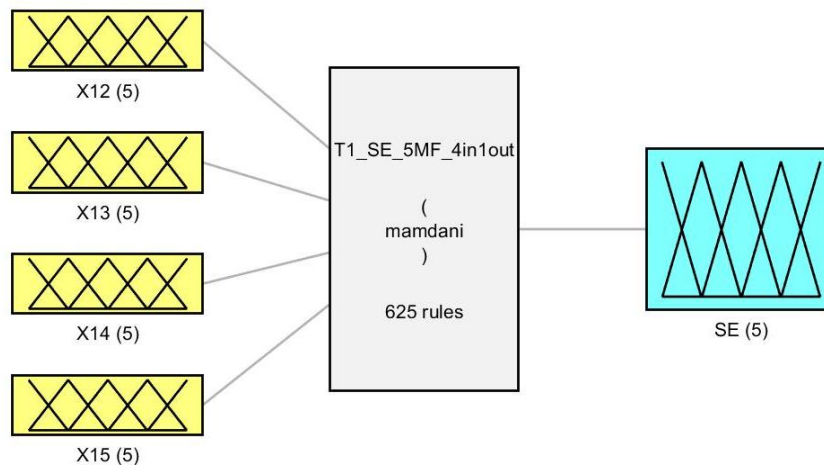 X12 (5)
X13 (5)
X14 (5)
X15 (5)
T1_SE_5MF_4in1out
(
mamdani
)
625 rules
SE (5)